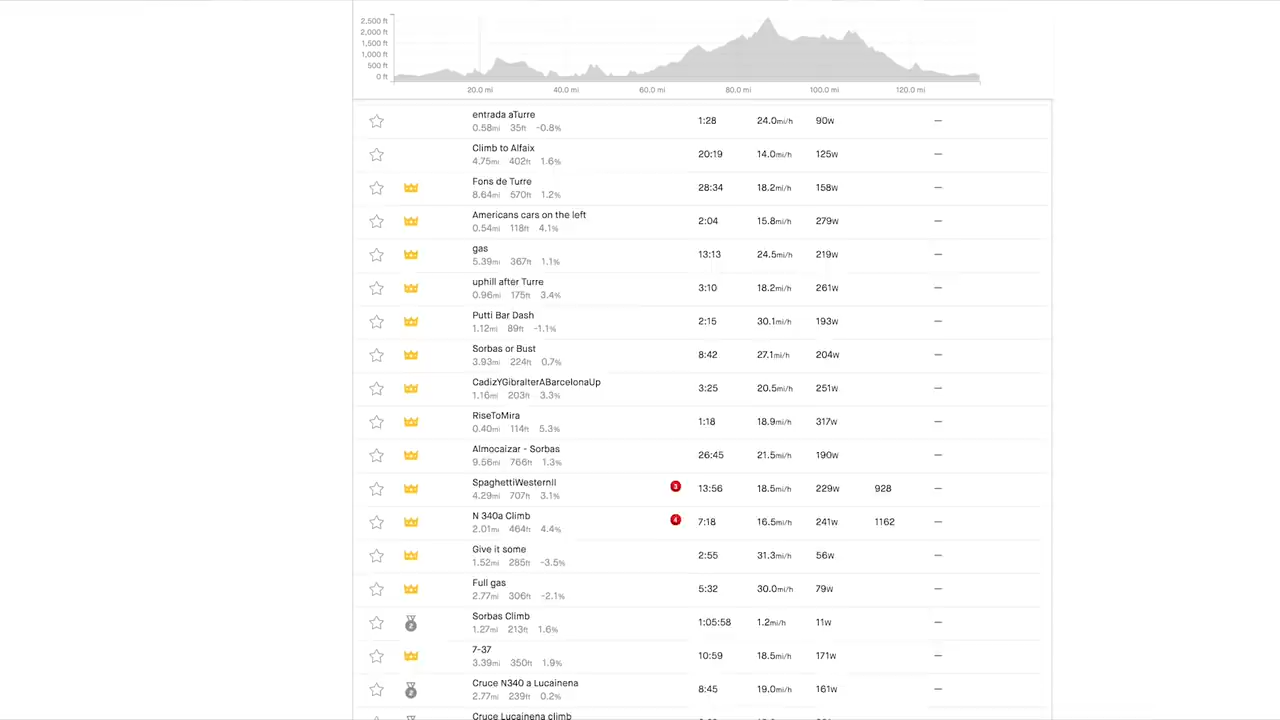 2,500 ft
2,000 ft
1,500 ft
1,000 ft
500 ft
0 ft
20.0 mi 40.0 mi 60.0 mi 80.0 mi 100.0 mi 120.0 mi
entrada aTurre
0.58mi 35ft -0.8% 1:28 24.0mi/h 90W —
Climb to Alfaix
4.75mi 402ft 1.6% 20:19 14.0mi/h 125W —
Fons de Turre
8.64mi 570ft 1.2% 28:34 18.2mi/h 158W —
Americans cars on the left
0.54mi 118ft 4.1% 2:04 15.8mi/h 279W —
gas
5.39mi 367ft 1.1% 13:13 24.5mi/h 219W —
uphill after Turre
0.96mi 175ft 3.4% 3:10 18.2mi/h 261W —
Putti Bar Dash
1.12mi 89ft -1.1% 2:15 30.1mi/h 193W —
Sorbas or Bust
3.93mi 224ft 0.7% 8:42 27.1mi/h 204W —
CadizYGibralterABarcelonaUp
1.16mi 203ft 3.3% 3:25 20.5mi/h 251W —
RiseToMira
0.40mi 114ft 5.3% 1:18 18.9mi/h 317W —
Almocaizar - Sorbas
9.56mi 766ft 1.3% 26:45 21.5mi/h 190W —
SpaghettiWesternII
4.29mi 707ft 3.1% 3 13:56 18.5mi/h 229W 928 —
N 340a Climb
2.01mi 464ft 4.4% 4 7:18 16.5mi/h 241W 1162 —
Give it some
1.52mi 285ft -3.5% 2:55 31.3mi/h 56W —
Full gas
2.77mi 306ft -2.1% 5:32 30.0mi/h 79W —
Sorbas Climb
2 1.27mi 213ft 1.6% 1:05:58 1.2mi/h 11W —
7-37
3.39mi 350ft 1.9% 10:59 18.5mi/h 171W —
Cruce N340 a Lucainena
2 2.77mi 239ft 0.2% 8:45 19.0mi/h 161W —
Cruce Lucainena climb